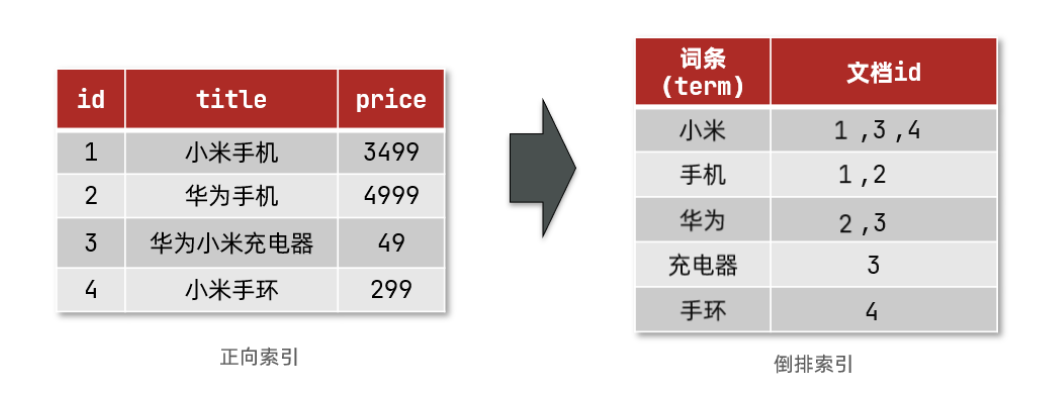 id title price
1 小米手机 3499
2 华为手机 4999
3 华为小米充电器 49
4 小米手环 299
正向索引
词条
(term) 文档id
小米 1 ,3 ,4
手机 1 ,2
华为 2 ,3
充电器 3
手环 4
倒排索引